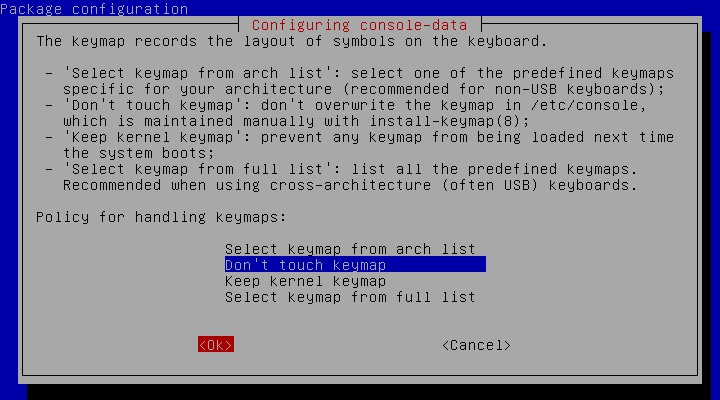 Package configuration
Configuring console-data
The keymap records the layout of symbols on the keyboard.
- 'Select keymap from arch list': select one of the predefined keymaps
specific for your architecture (recommended for non-USB keyboards);
- 'Don't touch keymap': don't overwrite the keymap in /etc/console,
which is maintained manually with install-keymap(8);
- 'Keep kernel keymap': prevent any keymap from being loaded next time
the system boots;
- 'Select keymap from full list': list all the predefined keymaps.
Recommended when using cross-architecture (often USB) keyboards.
Policy for handling keymaps:
Select keymap from arch list
Don't touch keymap
Keep kernel keymap
Select keymap from full list
<Ok> <Cancel>